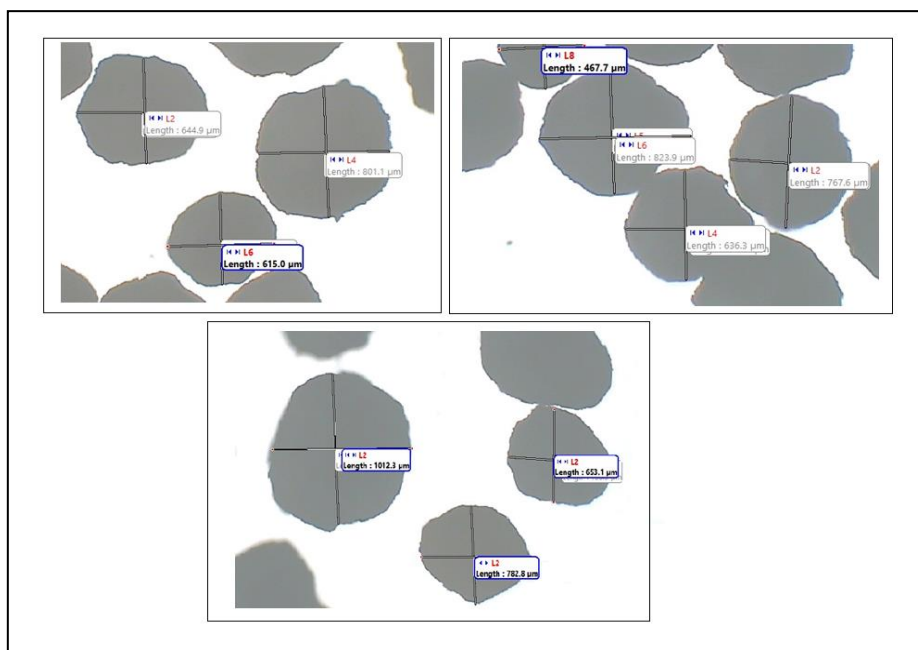 L2
Length : 644.9 µm
L4
Length : 801.1 µm
L6
Length : 615.0 µm
L8
Length : 467.7 µm
L6
Length : 823.9 µm
L2
Length : 767.6 µm
L4
Length : 636.3 µm
L2
Length : 1012.3 µm
L2
Length : 653.1 µm
L2
Length : 782.8 µm